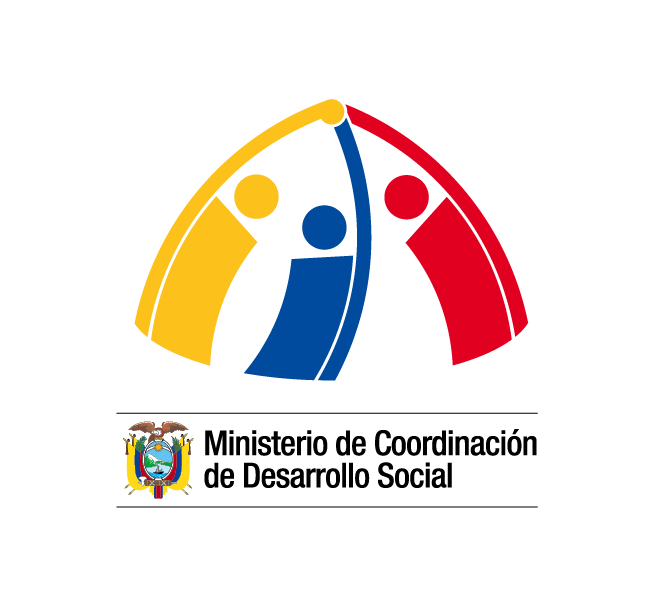 Ministerio de Coordinación
de Desarrollo Social